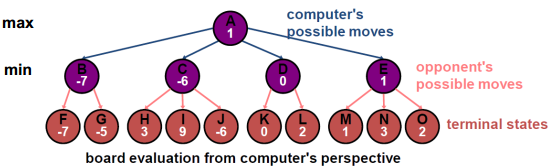 max
A
1
computer's
possible moves
min
B
-7
C
-6
D
0
E
1
opponent's
possible moves
F
-7
G
-5
H
3
I
9
J
-6
K
0
L
2
M
1
N
3
O
2
terminal states
board evaluation from computer's perspective